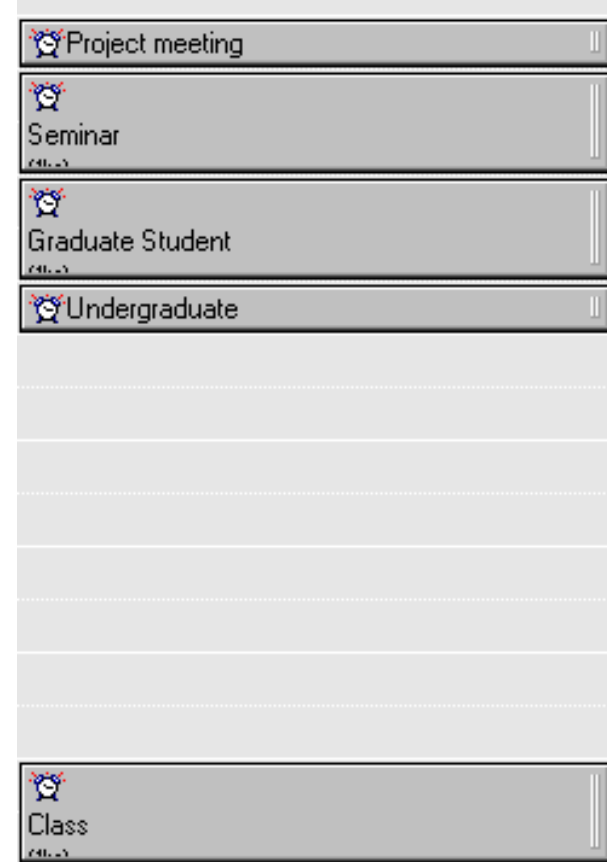 Project meeting
Seminar
Graduate Student
Undergraduate
Class